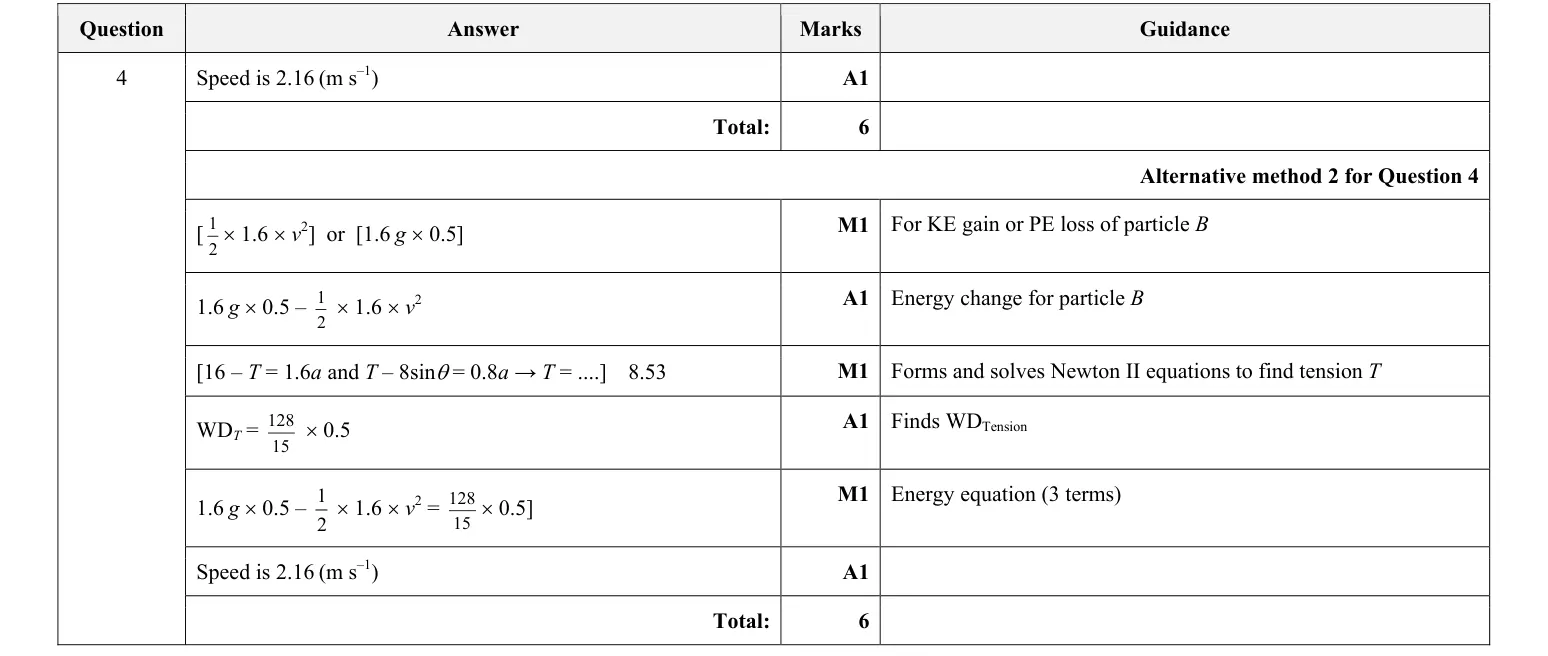 Question Answer Marks Guidance
4 Speed is 2.16 (m s⁻¹) A1
Total: 6
Alternative method 2 for Question 4
[1/2 × 1.6 × v²] or [1.6 g × 0.5] M1 For KE gain or PE loss of particle B
1.6 g × 0.5 – 1/2 × 1.6 × v² A1 Energy change for particle B
[16 – T = 1.6a and T – 8sinθ = 0.8a → T = ....] 8.53 M1 Forms and solves Newton II equations to find tension T
WD_T = 128/15 × 0.5 A1 Finds WD_Tension
1.6 g × 0.5 – 1/2 × 1.6 × v² = 128/15 × 0.5] M1 Energy equation (3 terms)
Speed is 2.16 (m s⁻¹) A1
Total: 6